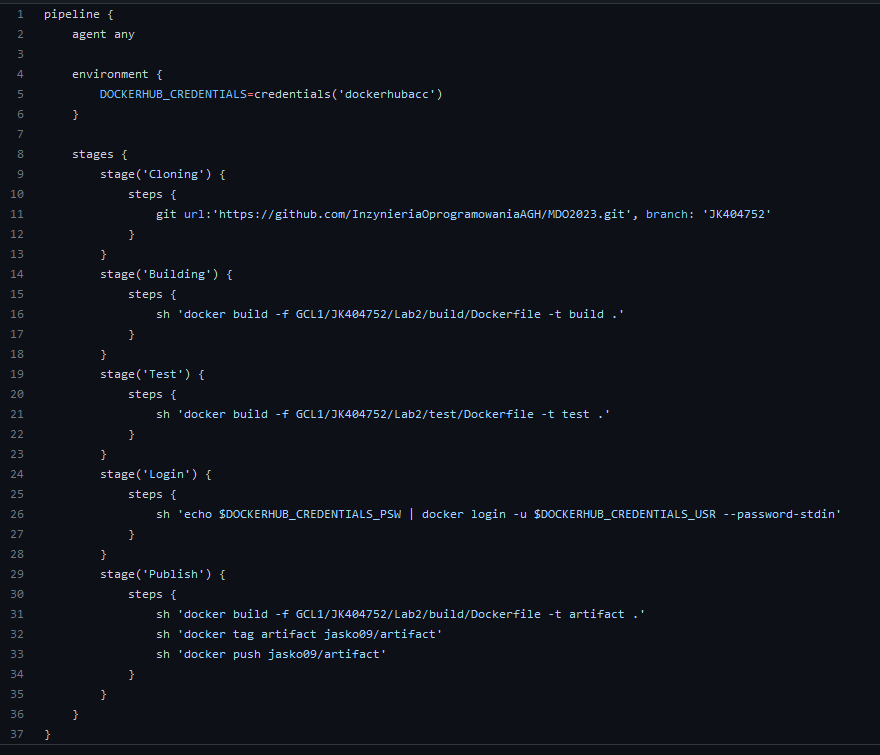 1 pipeline {
2     agent any
3
4     environment {
5         DOCKERHUB_CREDENTIALS=credentials('dockerhubacc')
6     }
7
8     stages {
9         stage('Cloning') {
10             steps {
11                 git url:'https://github.com/InzynieriaOprogramowaniaAGH/MDO2023.git', branch: 'JK404752'
12             }
13         }
14         stage('Building') {
15             steps {
16                 sh 'docker build -f GCL1/JK404752/Lab2/build/Dockerfile -t build .'
17             }
18         }
19         stage('Test') {
20             steps {
21                 sh 'docker build -f GCL1/JK404752/Lab2/test/Dockerfile -t test .'
22             }
23         }
24         stage('Login') {
25             steps {
26                 sh 'echo $DOCKERHUB_CREDENTIALS_PSW | docker login -u $DOCKERHUB_CREDENTIALS_USR --password-stdin'
27             }
28         }
29         stage('Publish') {
30             steps {
31                 sh 'docker build -f GCL1/JK404752/Lab2/build/Dockerfile -t artifact .'
32                 sh 'docker tag artifact jasko09/artifact'
33                 sh 'docker push jasko09/artifact'
34             }
35         }
36     }
37 }